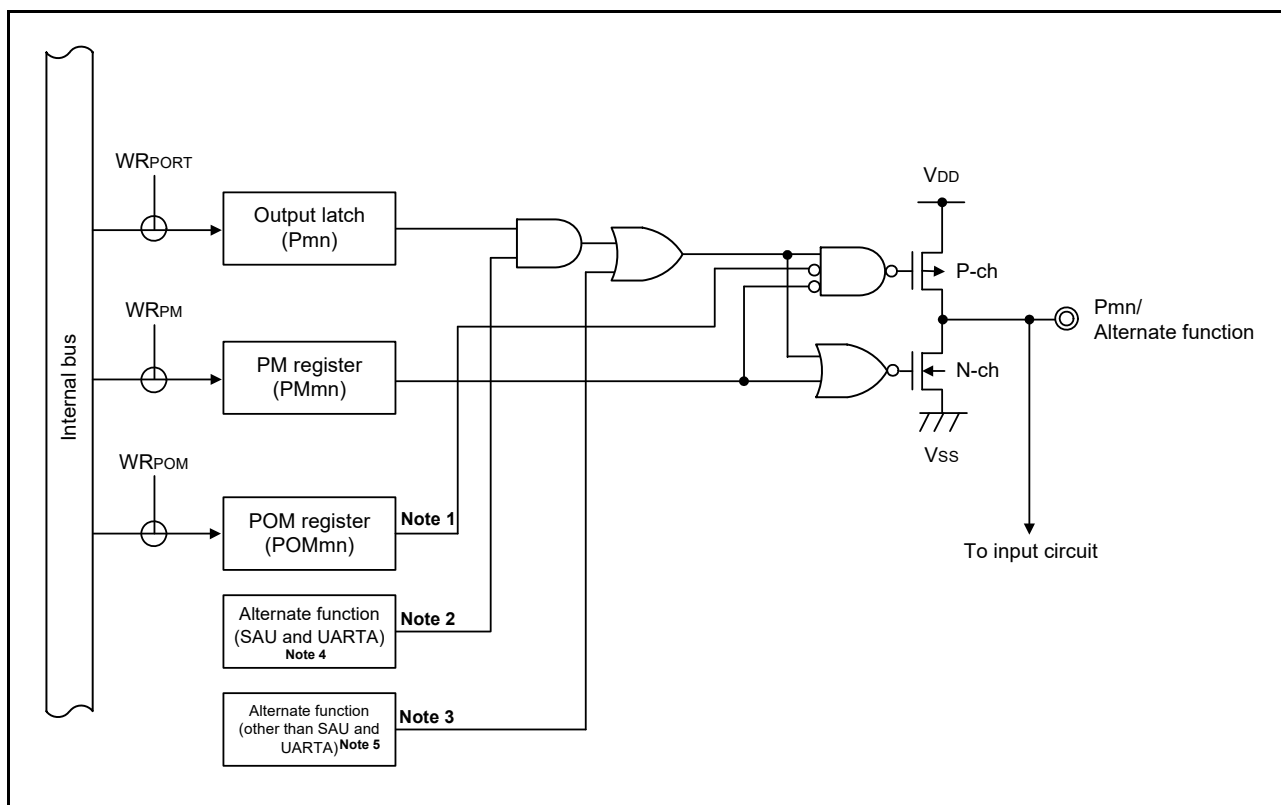 Internal bus
WRPORT
Output latch
(Pmn)
WRPM
PM register
(PMmn)
WRPOM
POM register
(POMmn)
Note 1
Alternate function
(SAU and UARTA)
Note 4
Note 2
Alternate function
(other than SAU and
UARTA) Note 5
Note 3
VDD
P-ch
Pmn/
Alternate function
N-ch
VSS
To input circuit